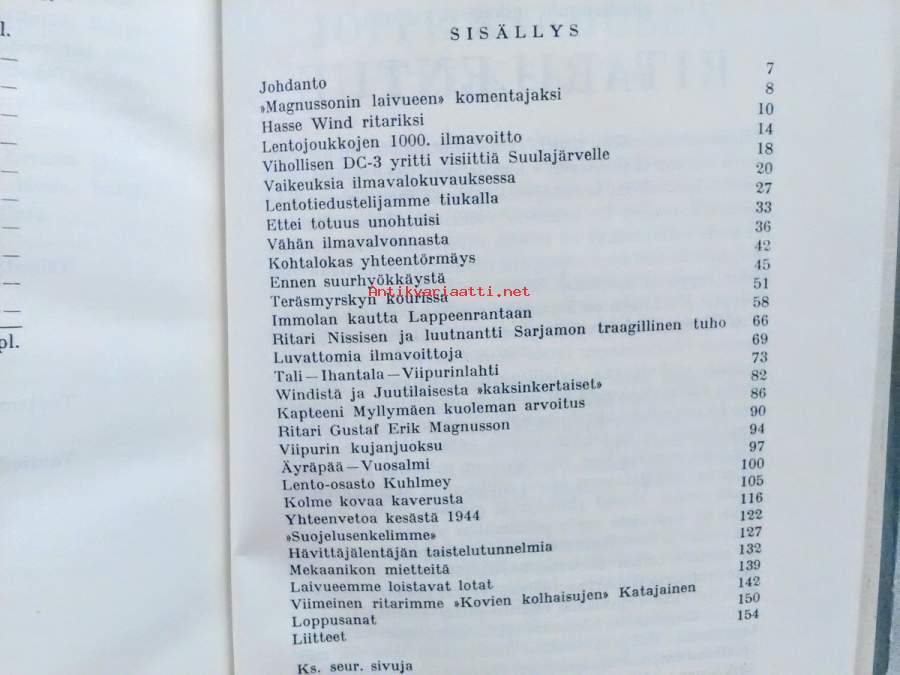 l.
pl.
SISÄLLYS
Johdanto 7
»Magnussonin laivueen» komentajaksi 8
Hasse Wind ritariksi 10
Lentojoukkojen 1000. ilmavoitto 14
Vihollisen DC-3 yritti visiittiä Suulajärvelle 18
Vaikeuksia ilmavalokuvauksessa 20
Lentotiedustelijamme tiukalla 27
Ettei totuus unohtuisi 33
Vähän ilmavalvonnasta 36
Kohtalokas yhteentörmäys 42
Ennen suurhyökkäystä 45
Antikvariaatti.net
Teräsmyrskyn kourissa 51
Immolan kautta Lappeenrantaan 58
Ritari Nissisen ja luutnantti Sarjamon traagillinen tuho 66
Luvattomia ilmavoittoja 69
Tali—Ihantala—Viipurinlahti 73
Windistä ja Juutilaisesta »kaksinkertaiset» 82
Kapteeni Myllymäen kuoleman arvoitus 86
Ritari Gustaf Erik Magnusson 90
Viipurin kujanjuoksu 94
Äyräpää—Vuosalmi 97
Lento-osasto Kuhlmey 100
Kolme kovaa kaverusta 105
Yhteenvetoa kesästä 1944 116
»Suojelusenkelimme» 122
Hävittäjälentäjän taistelutunnelmia 127
Mekaanikon mietteitä 132
Laivueemme loistavat lotat 139
Viimeinen ritarimme »Kovien kolhaisujen» Katajainen 142
Loppusanat 150
Liitteet 154
Ks. seur. sivuja